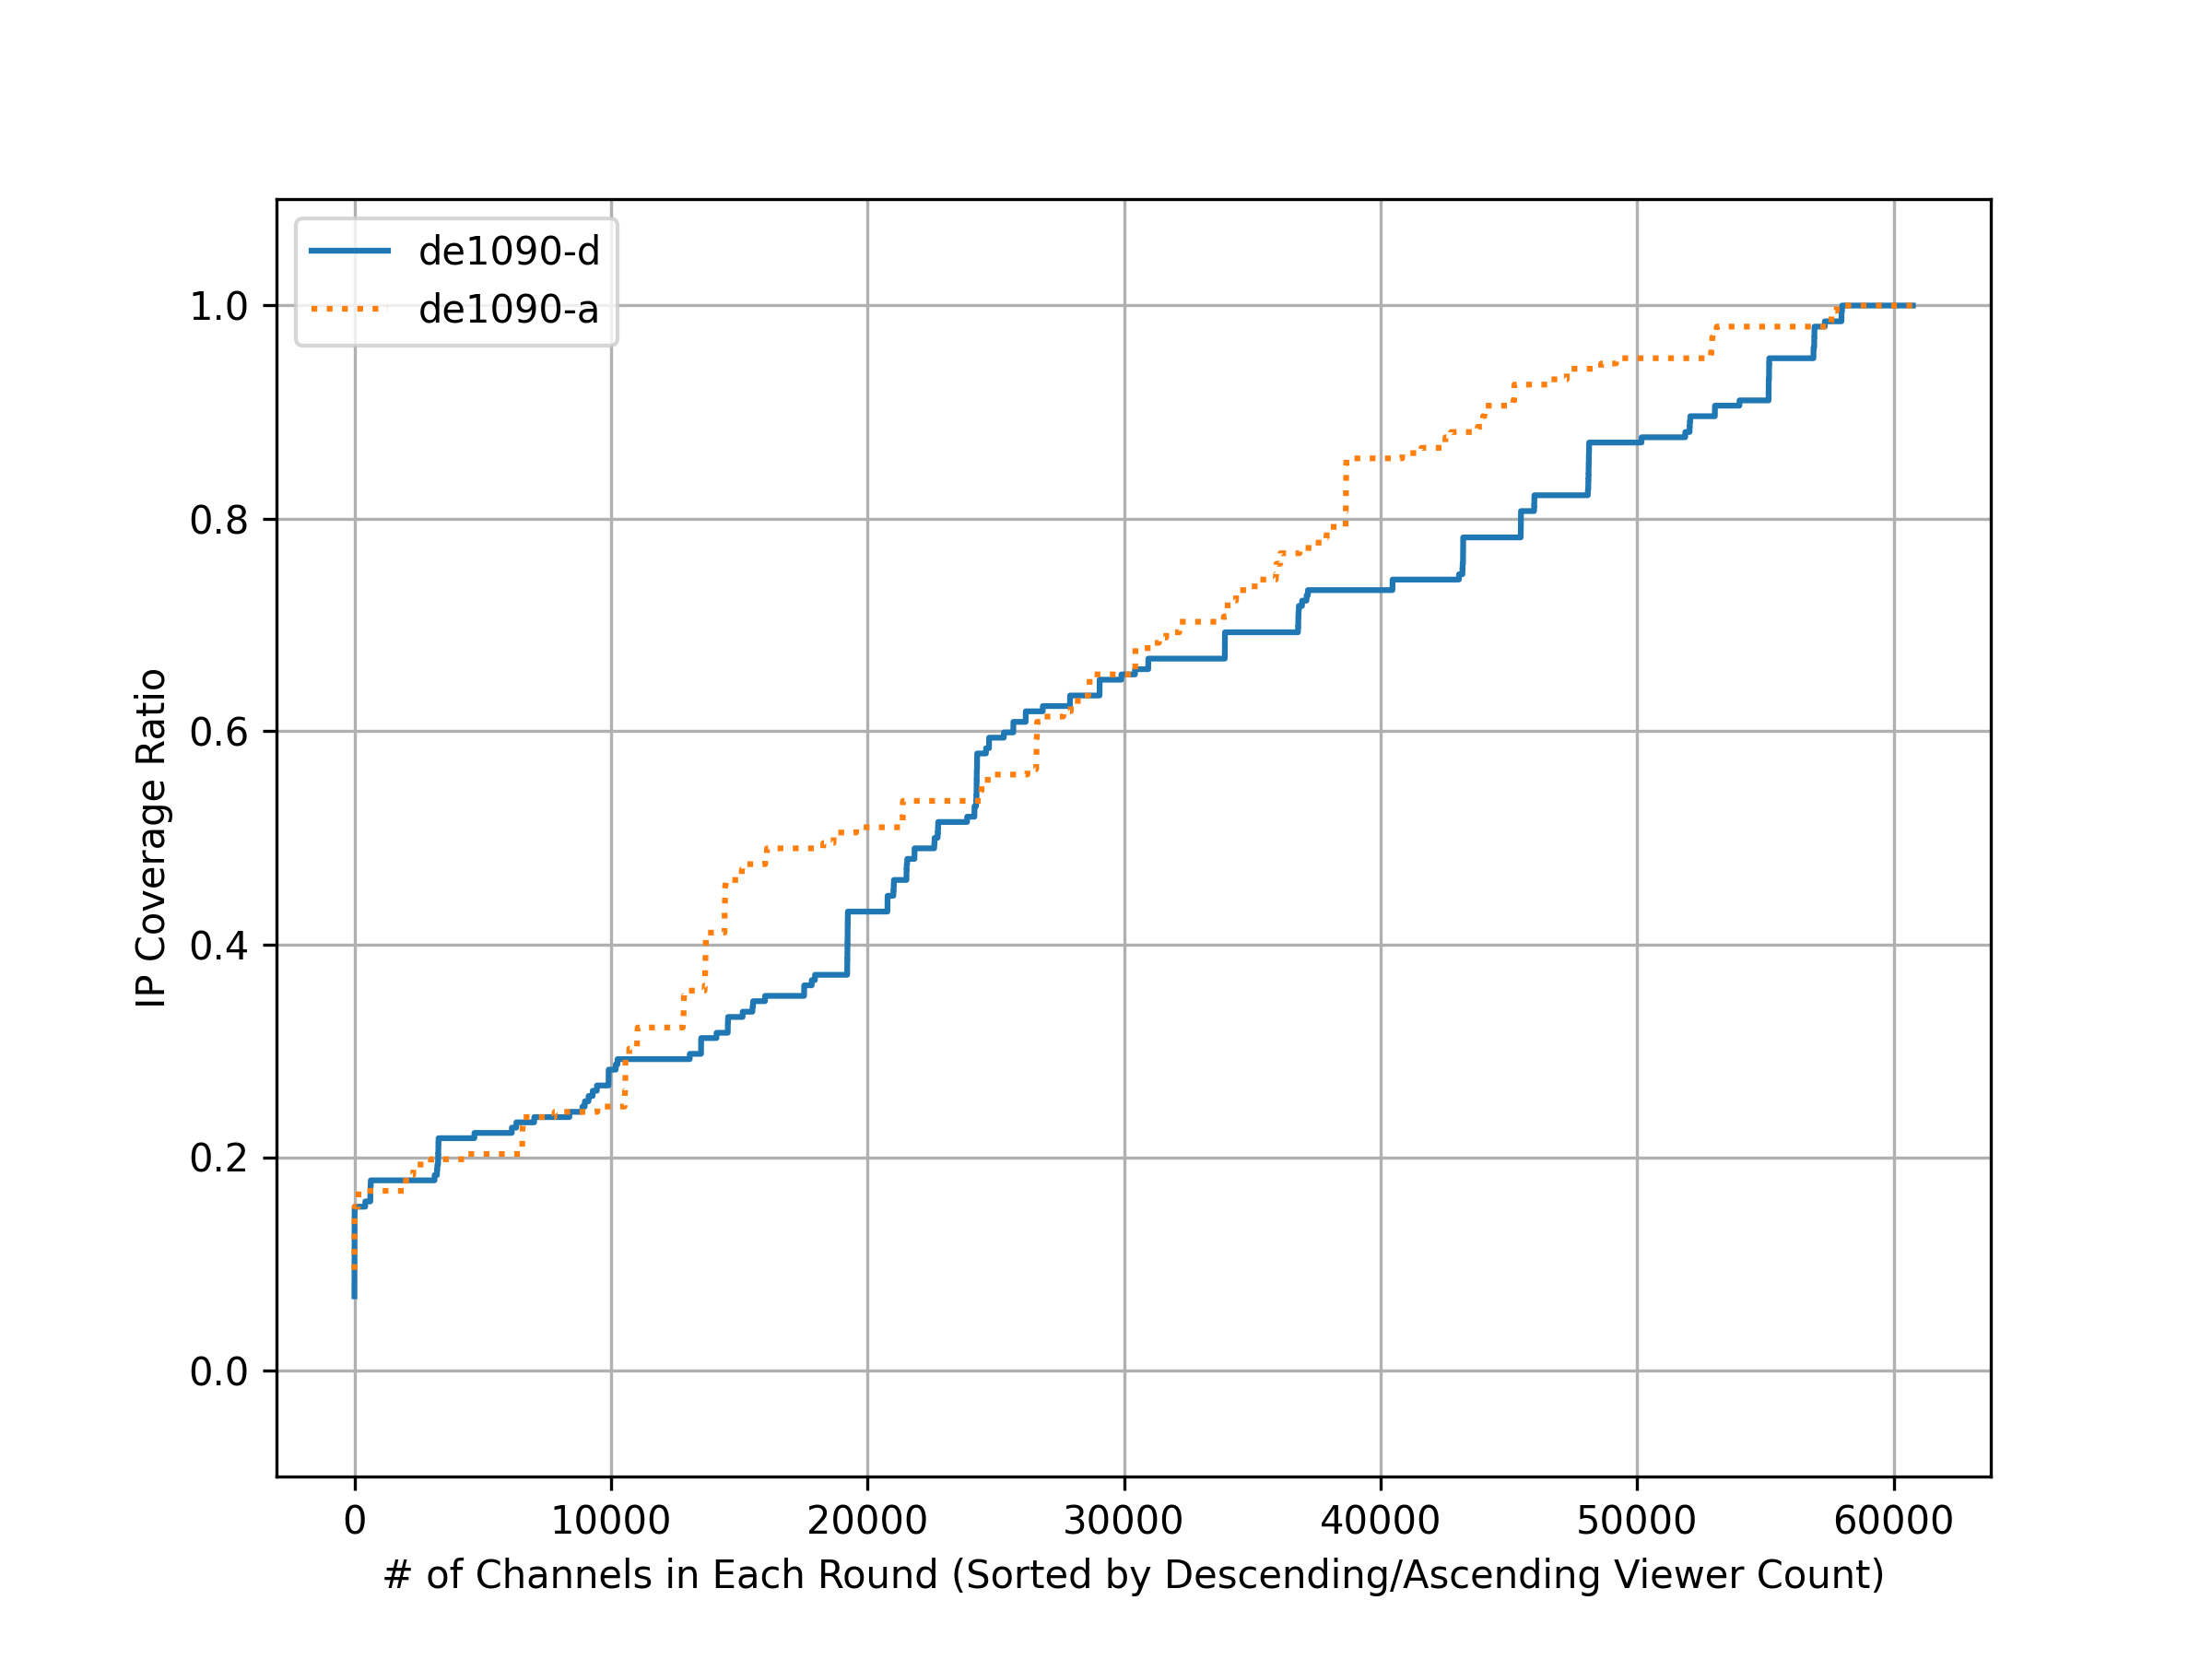 de1090-d
de1090-a
1.0
0.8
0.6
0.4
0.2
0.0
IP Coverage Ratio
0 10000 20000 30000 40000 50000 60000
# of Channels in Each Round (Sorted by Descending/Ascending Viewer Count)